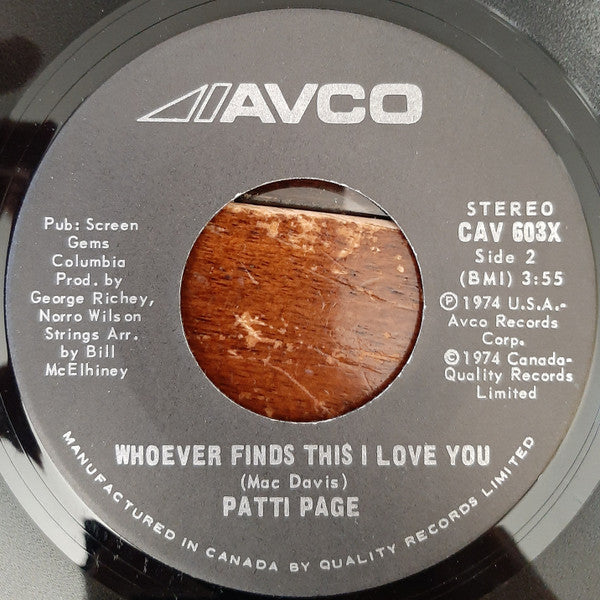 AVCO
Pub: Screen
Gems
Columbia
Prod. by
George Richey,
Norro Wilson
Strings Arr.
by Bill
McElhiney
STEREO
CAV 603X
Side 2
(BMI) 3:55
Ⓟ1974 U.S.A.-
Avco Records
Corp.
©1974 Canada-
Quality Records
Limited
WHOEVER FINDS THIS I LOVE YOU
(Mac Davis)
PATTI PAGE
MANUFACTURED IN CANADA BY QUALITY RECORDS LIMITED